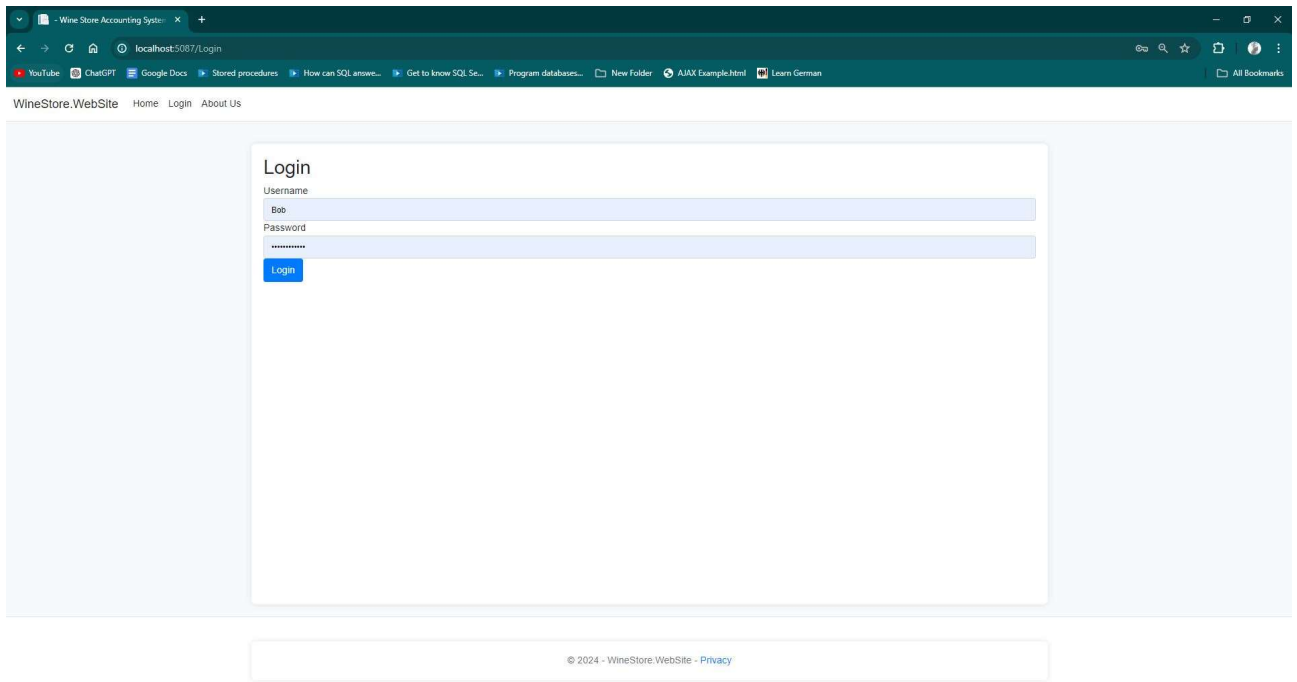 - Wine Store Accounting System
localhost:5087/Login
YouTube ChatGPT Google Docs Stored procedures How can SQL answe... Get to know SQL Se... Program databases... New Folder AJAX Example.html Learn German All Bookmarks
WineStore.WebSite Home Login About Us
Login
Username
Bob
Password
••••••••••••
Login
© 2024 - WineStore.WebSite - Privacy